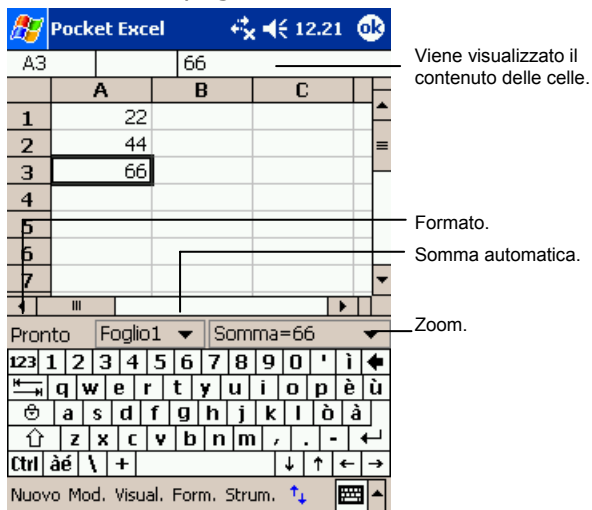 Pocket Excel 12.21 ok
A3 66
Viene visualizzato il
contenuto delle celle.
A B C
1 22
2 44
3 66
4
5
6
7
Formato.
Somma automatica.
Zoom.
Pronto Foglio1 Somma=66
123 1 2 3 4 5 6 7 8 9 0 ' ì
q w e r t y u i o p è ù
a s d f g h j k l ò à
z x c v b n m , . -
Ctrl àé \ + ↓ ↑ ← →
Nuovo Mod. Visual. Form. Strum.